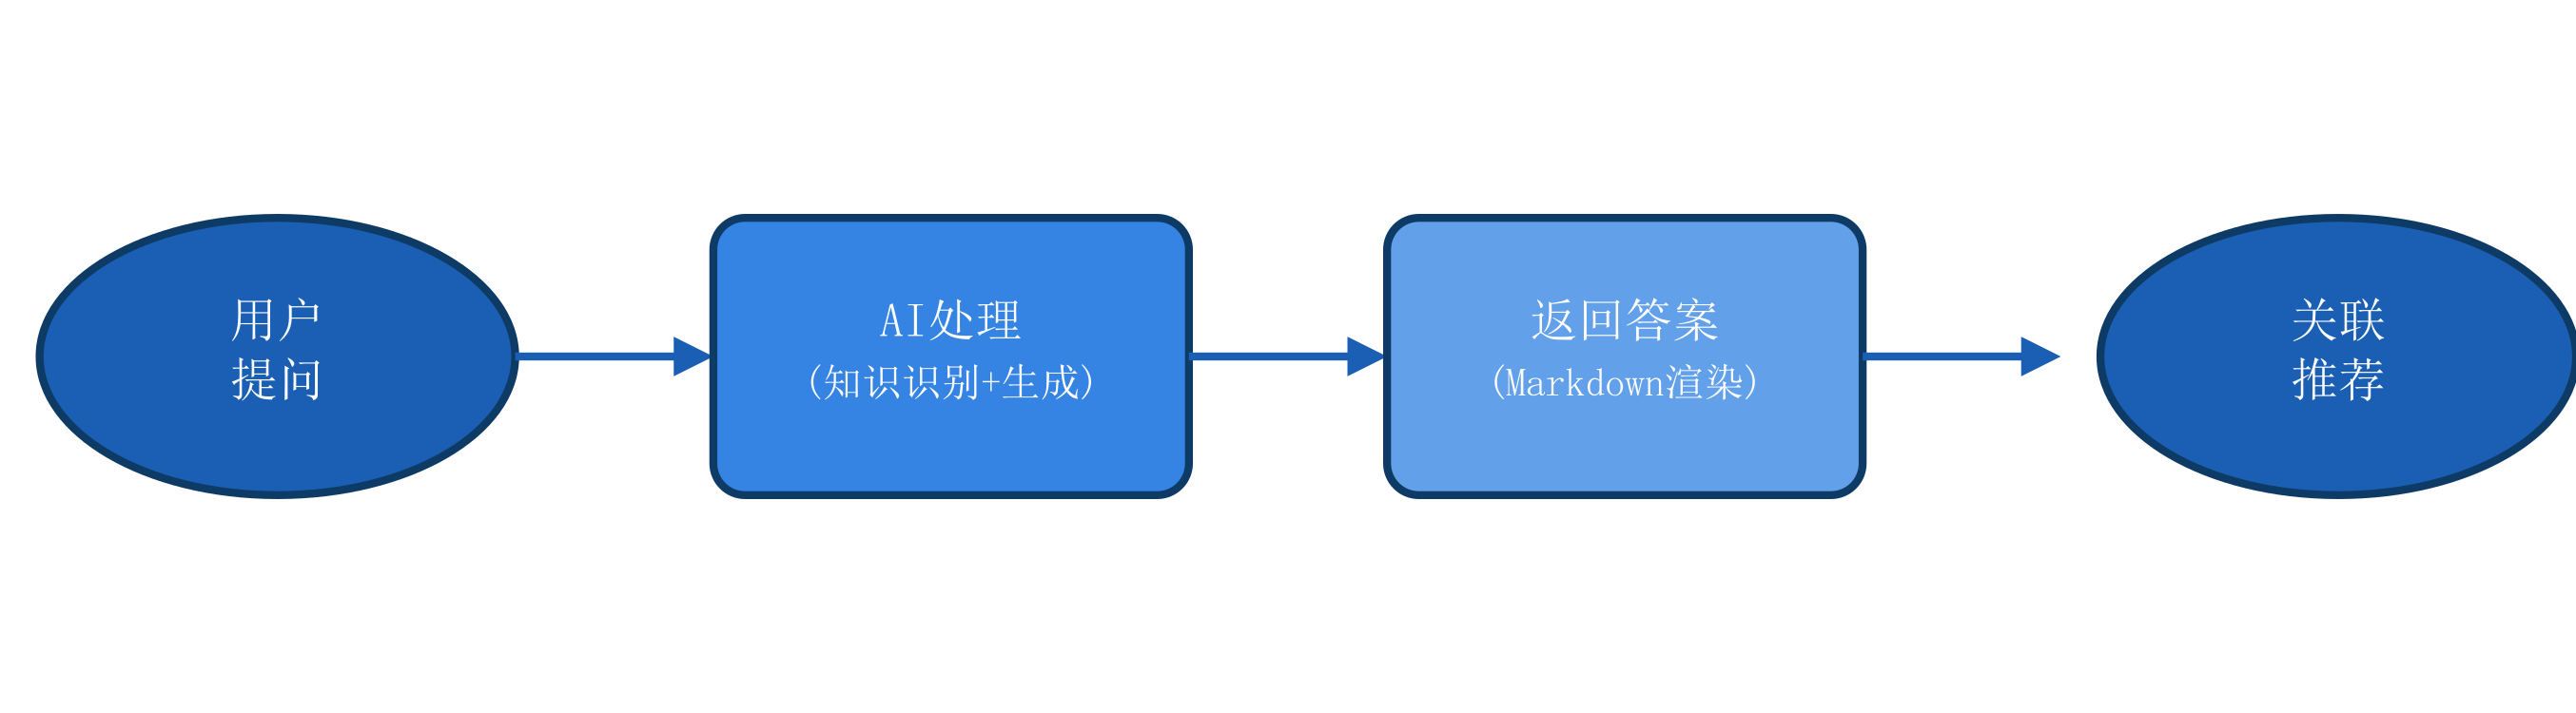 用户
提问
AI处理
(知识识别+生成)
返回答案
(Markdown渲染)
关联
推荐